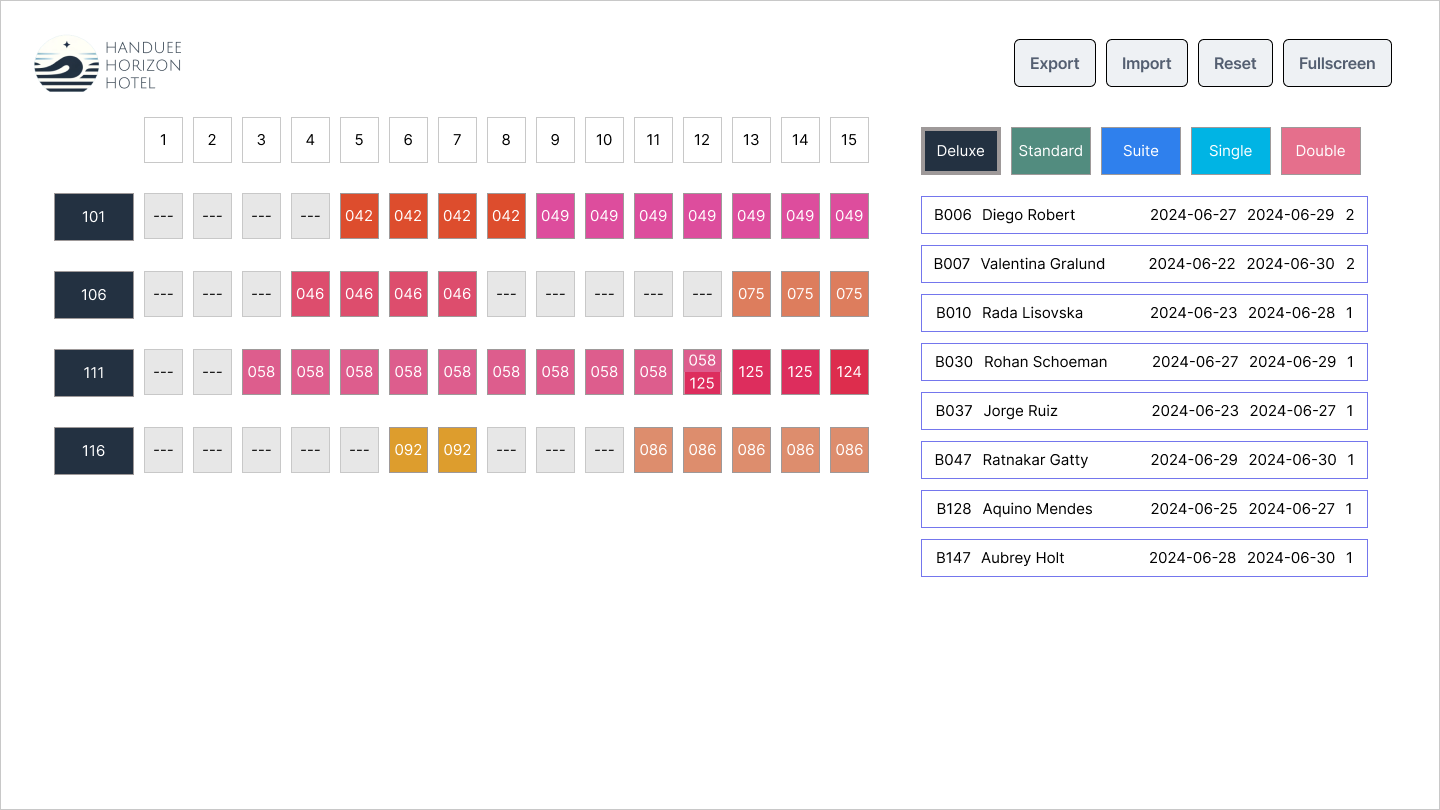 HANDUEE
HORIZON
HOTEL
Export Import Reset Fullscreen
1 2 3 4 5 6 7 8 9 10 11 12 13 14 15
Deluxe Standard Suite Single Double
101 --- --- --- --- 042 042 042 042 049 049 049 049 049 049 049
106 --- --- --- 046 046 046 046 --- --- --- --- --- 075 075 075
111 --- --- 058 058 058 058 058 058 058 058 058 058 125 125 125 124
116 --- --- --- --- --- 092 092 --- --- --- 086 086 086 086 086
B006 Diego Robert 2024-06-27 2024-06-29 2
B007 Valentina Gralund 2024-06-22 2024-06-30 2
B010 Rada Lisovska 2024-06-23 2024-06-28 1
B030 Rohan Schoeman 2024-06-27 2024-06-29 1
B037 Jorge Ruiz 2024-06-23 2024-06-27 1
B047 Ratnakar Gatty 2024-06-29 2024-06-30 1
B128 Aquino Mendes 2024-06-25 2024-06-27 1
B147 Aubrey Holt 2024-06-28 2024-06-30 1